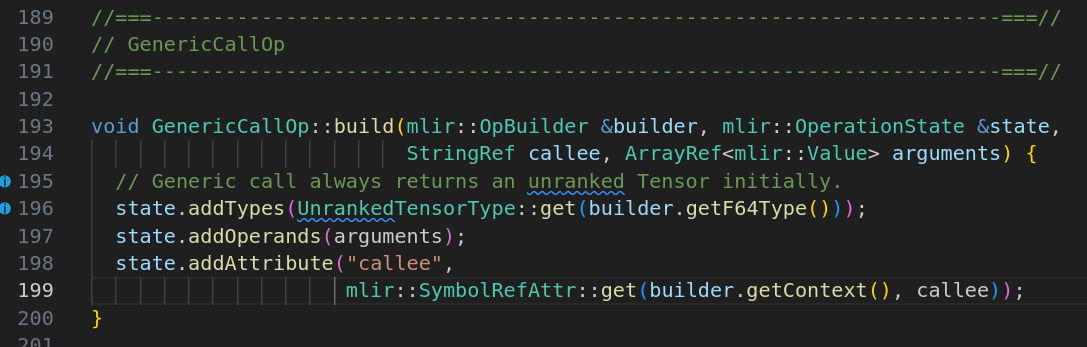 189 //===----------------------------------------------------------------------===//
190 // GenericCallOp
191 //===----------------------------------------------------------------------===//
192
193 void GenericCallOp::build(mlir::OpBuilder &builder, mlir::OperationState &state,
194                           StringRef callee, ArrayRef<mlir::Value> arguments) {
195   // Generic call always returns an unranked Tensor initially.
196   state.addTypes(UnrankedTensorType::get(builder.getF64Type()));
197   state.addOperands(arguments);
198   state.addAttribute("callee",
199                      mlir::SymbolRefAttr::get(builder.getContext(), callee));
200 }
201